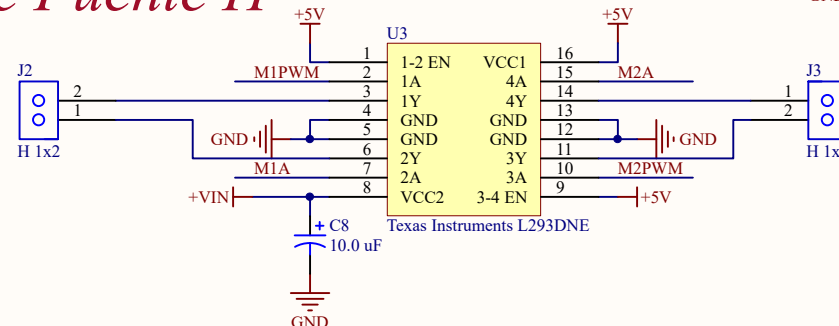 Puente H
+5V
+5V
U3
J2
J3
1
1-2 EN
VCC1
16
M1PWM
2
1A
4A
15
M2A
2
3
1Y
4Y
14
1
1
4
GND
GND
13
2
GND
5
GND
GND
12
GND
H 1x2
6
2Y
3Y
11
M1A
7
2A
3A
10
M2PWM
+VIN
8
VCC2
3-4 EN
9
+5V
Texas Instruments L293DNE
+ C8
10.0 uF
GND